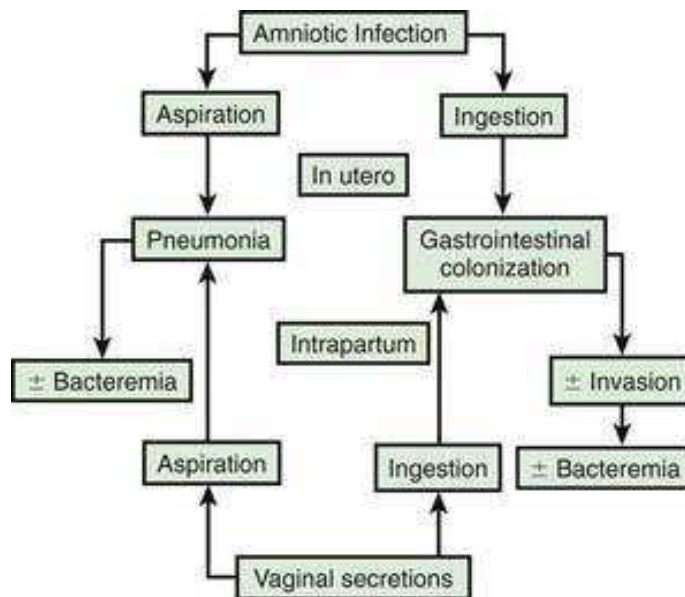 Amniotic Infection
Aspiration
Ingestion
In utero
Pneumonia
Gastrointestinal
colonization
Intrapartum
± Bacteremia
± Invasion
Aspiration
Ingestion
± Bacteremia
Vaginal secretions